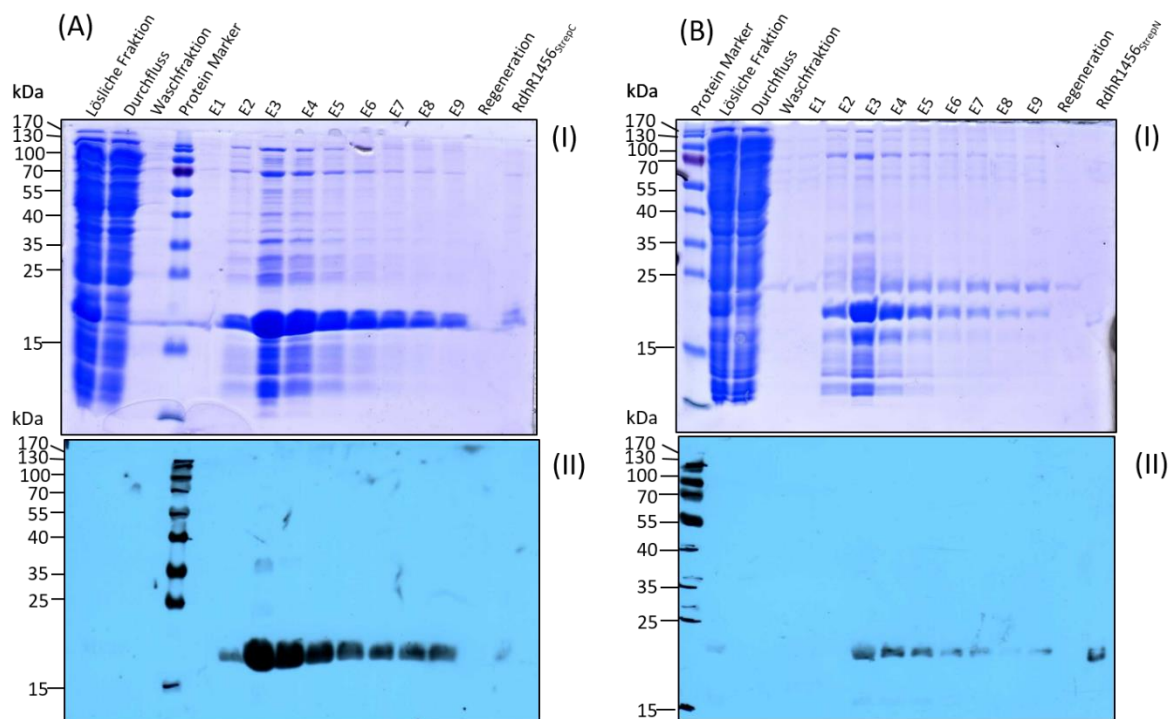 (A)
Lösliche Fraktion
Durchfluss
Waschfraktion
Protein Marker
E1
E2
E3
E4
E5
E6
E7
E8
E9
Regeneration
RdhR1456StrepC
kDa
170
130
100
70
55
40
35
25
15
(I)
kDa
170
130
100
70
55
40
35
25
15
(II)
(B)
Protein Marker
Lösliche Fraktion
Durchfluss
Waschfraktion
E1
E2
E3
E4
E5
E6
E7
E8
E9
Regeneration
RdhR1456StrepN
kDa
170
130
100
70
55
40
35
25
15
(I)
kDa
170
130
100
70
55
40
35
25
15
(II)